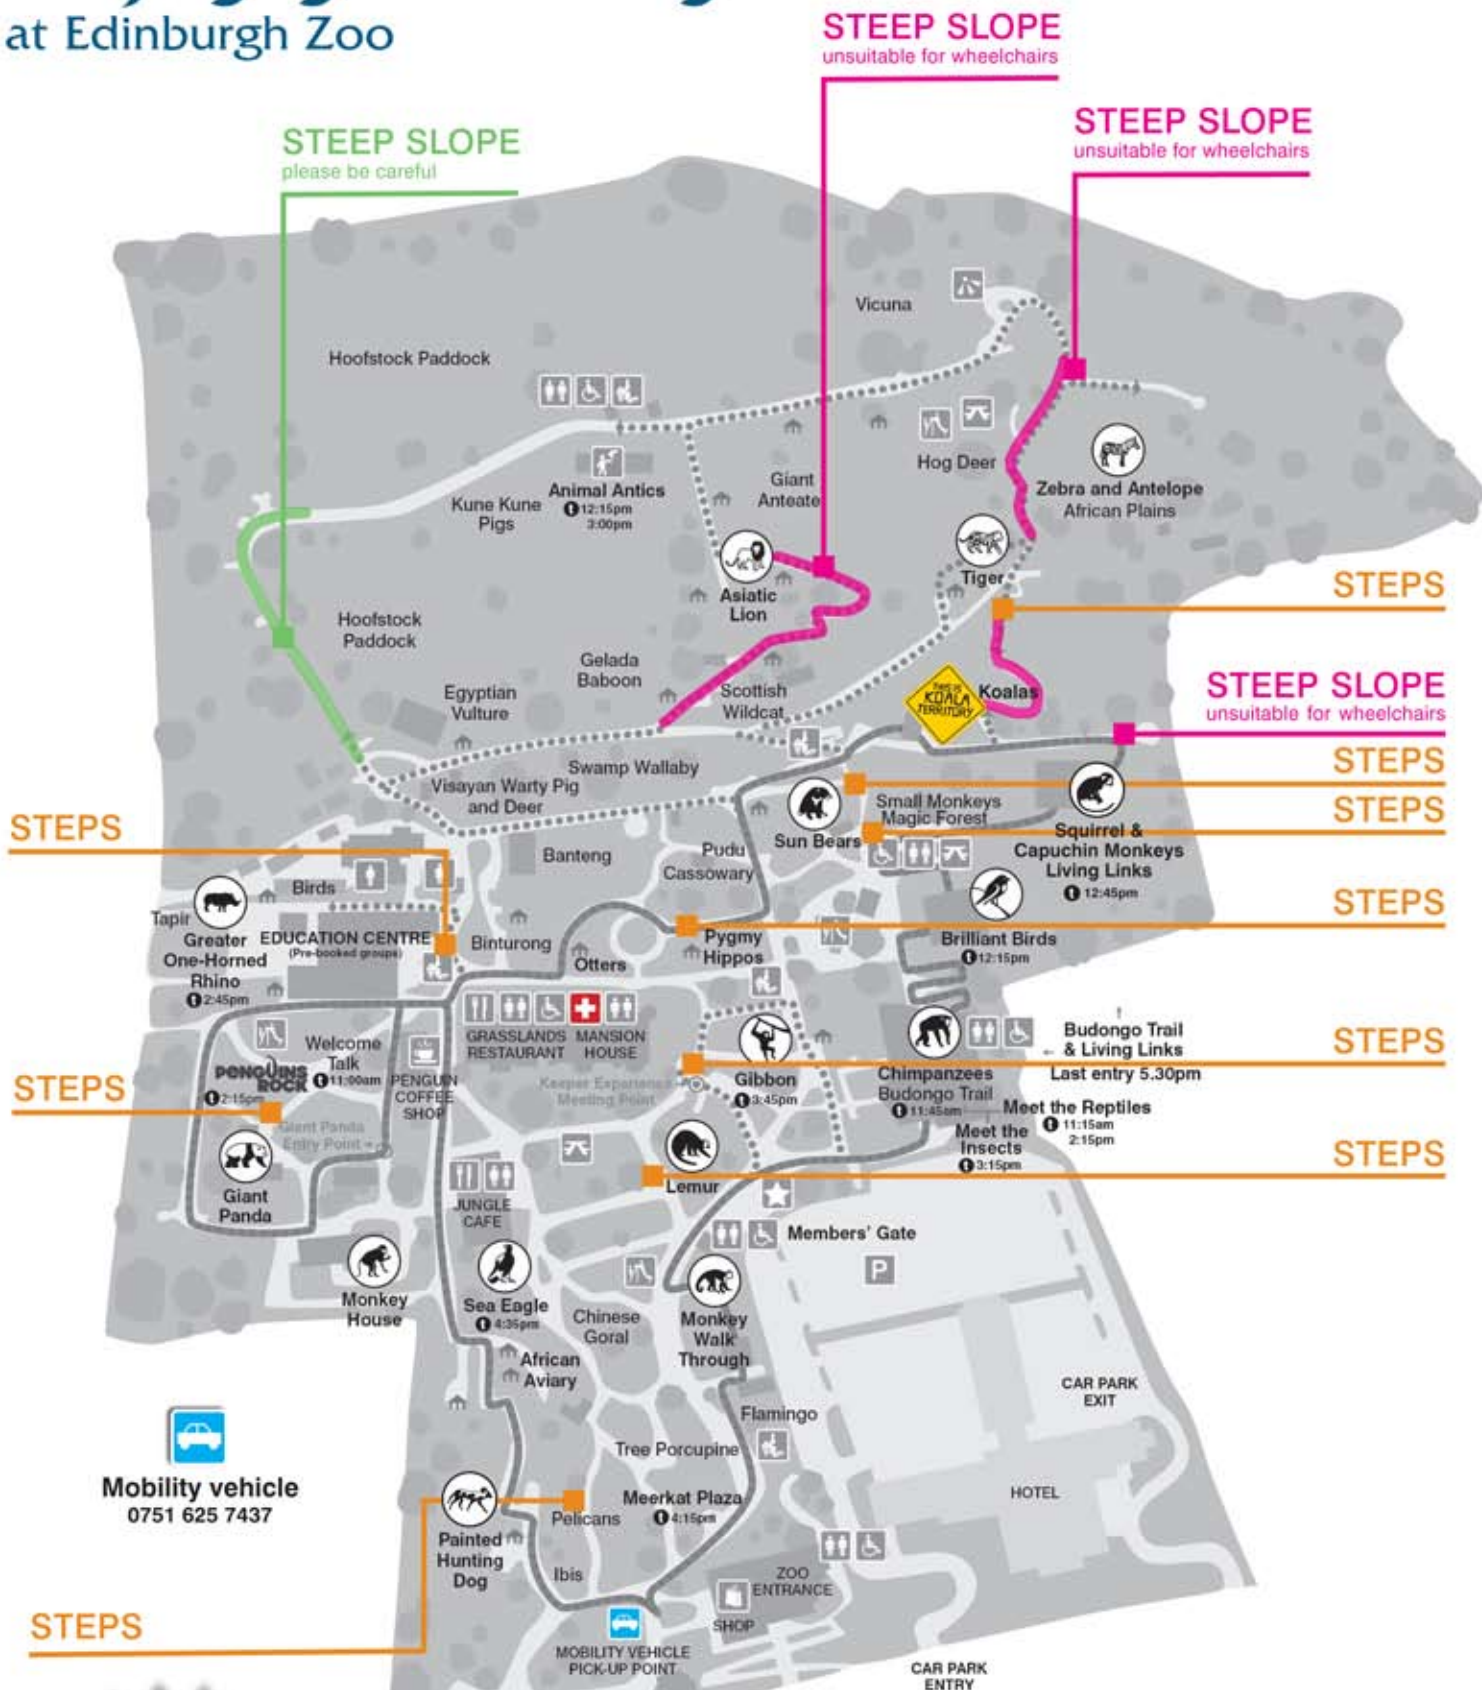 at Edinburgh Zoo
STEEP SLOPE
unsuitable for wheelchairs
STEEP SLOPE
unsuitable for wheelchairs
STEEP SLOPE
please be careful
Vicuna
Hoofstock Paddock
Hog Deer
Giant
Anteate
Zebra and Antelope
African Plains
Animal Antics
t 12:15pm
3:00pm
Kune Kune
Pigs
Tiger
STEPS
Asiatic
Lion
Hoofstock
Paddock
Gelada
Baboon
Egyptian
Vulture
Scottish
Wildcat
THIS IS
KOALA
TERRITORY
Koalas
STEEP SLOPE
unsuitable for wheelchairs
Swamp Wallaby
STEPS
Visayan Warty Pig
and Deer
Small Monkeys
Magic Forest
STEPS
STEPS
Sun Bears
Squirrel &
Capuchin Monkeys
Living Links
t 12:45pm
Banteng
Pudu
Cassowary
Birds
STEPS
Tapir
Greater
One-Horned
Rhino
t 2:45pm
EDUCATION CENTRE
(Pre-booked groups)
Binturong
Otters
Pygmy
Hippos
Brilliant Birds
t 12:15pm
GRASSLANDS
RESTAURANT
MANSION
HOUSE
Budongo Trail
& Living Links
Last entry 5.30pm
STEPS
Welcome
Talk
t 11:00am
PENGUINS
ROCK
t 2:15pm
PENGUIN
COFFEE
SHOP
Keeper Experience
Meeting Point
Gibbon
t 3:45pm
Chimpanzees
Budongo Trail
t 11:45am
Meet the Reptiles
t 11:15am
2:15pm
STEPS
Giant Panda
Entry Point
Meet the
Insects
t 3:15pm
STEPS
Giant
Panda
Lemur
JUNGLE
CAFE
Members' Gate
P
Monkey
House
Sea Eagle
t 4:35pm
Chinese
Goral
Monkey
Walk
Through
African
Aviary
CAR PARK
EXIT
Flamingo
Tree Porcupine
Mobility vehicle
0751 625 7437
HOTEL
Meerkat Plaza
t 4:15pm
Pelicans
Painted
Hunting
Dog
Ibis
ZOO
ENTRANCE
SHOP
STEPS
MOBILITY VEHICLE
PICK-UP POINT
CAR PARK
ENTRY